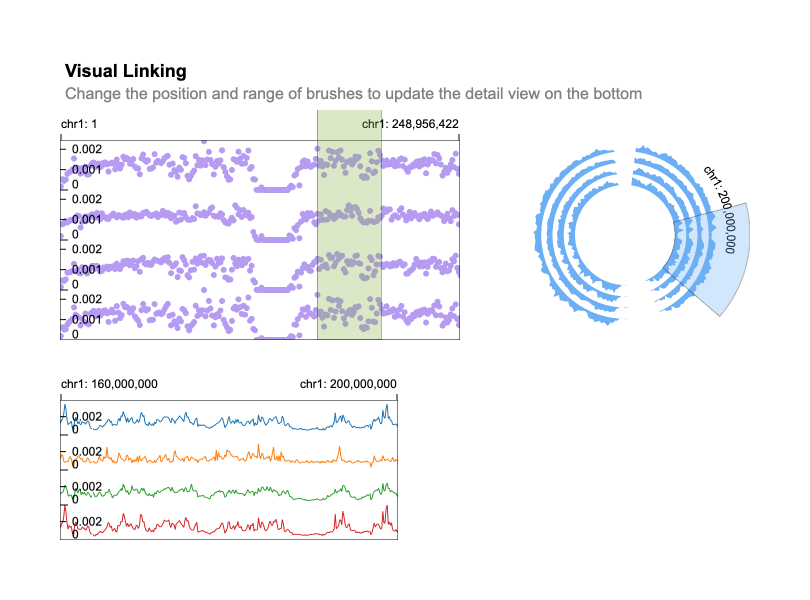 Visual Linking
Change the position and range of brushes to update the detail view on the bottom
chr1: 1
chr1: 248,956,422
0.002
0.001
0
0.002
0.001
0
0.002
0.001
0
0.002
0.001
0
chr1: 200,000,000
chr1: 160,000,000
chr1: 200,000,000
0.002
0
0.002
0
0.002
0
0.002
0